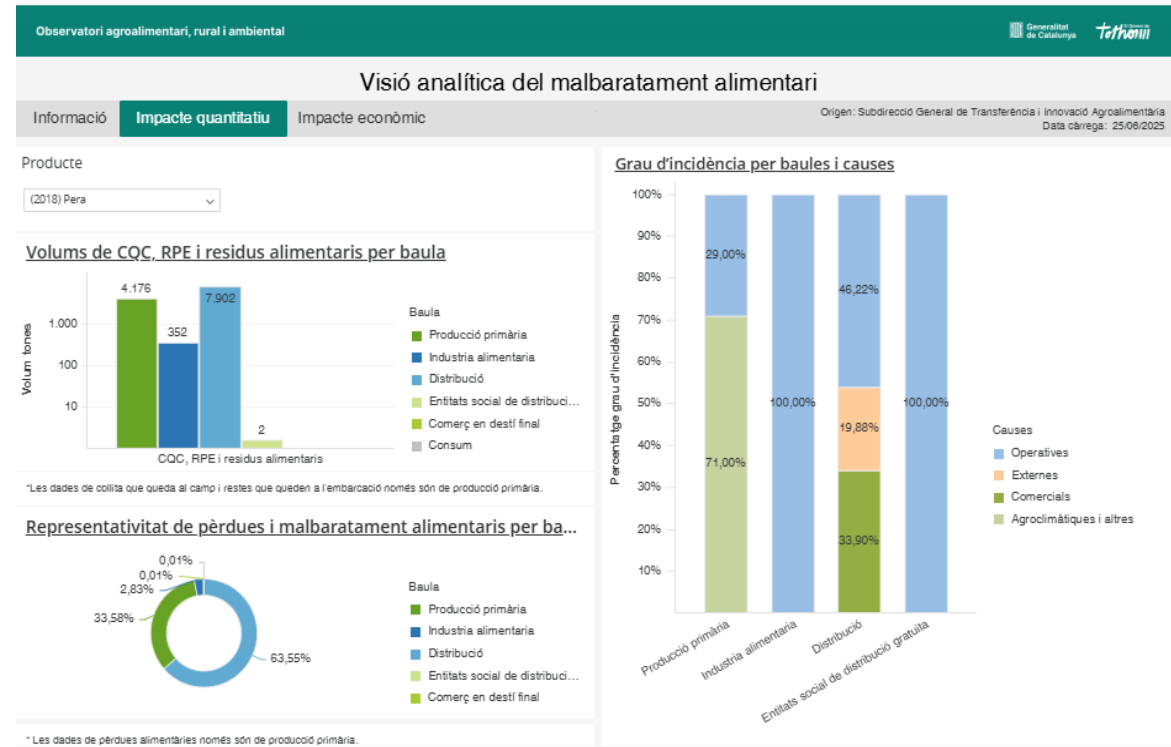 Observatori agroalimentari, rural i ambiental
Generalitat
de Catalunya
El Govern de
tothom
Visió analítica del malbaratament alimentari
Informació
Impacte quantitatiu
Impacte econòmic
Origen: Subdirecció General de Transferència i Innovació Agroalimentària
Data càrrega: 25/06/2025
Producte
(2018) Pera
Volums de CQC, RPE i residus alimentaris per baula
Volum tones
1.000
100
10
4.176
352
7.902
2
CQC, RPE i residus alimentaris
Baula
Producció primària
Industria alimentaria
Distribució
Entitats social de distribuci...
Comerç en destí final
Consum
*Les dades de collita que queda al camp i restes que queden a l'embarcació només són de producció primària.
Representativitat de pèrdues i malbaratament alimentaris per ba...
0,01%
0,01%
2,83%
33,58%
63,55%
Baula
Producció primària
Industria alimentaria
Distribució
Entitats social de distribuci...
Comerç en destí final
* Les dades de pèrdues alimentàries només són de producció primària.
Grau d'incidència per baules i causes
Percentatge grau d'incidència
100%
90%
80%
70%
60%
50%
40%
30%
20%
10%
29,00%
71,00%
100,00%
46,22%
19,88%
33,90%
100,00%
Producció primària
Industria alimentaria
Distribució
Entitats social de distribució gratuita
Causes
Operatives
Externes
Comercials
Agroclimàtiques i altres